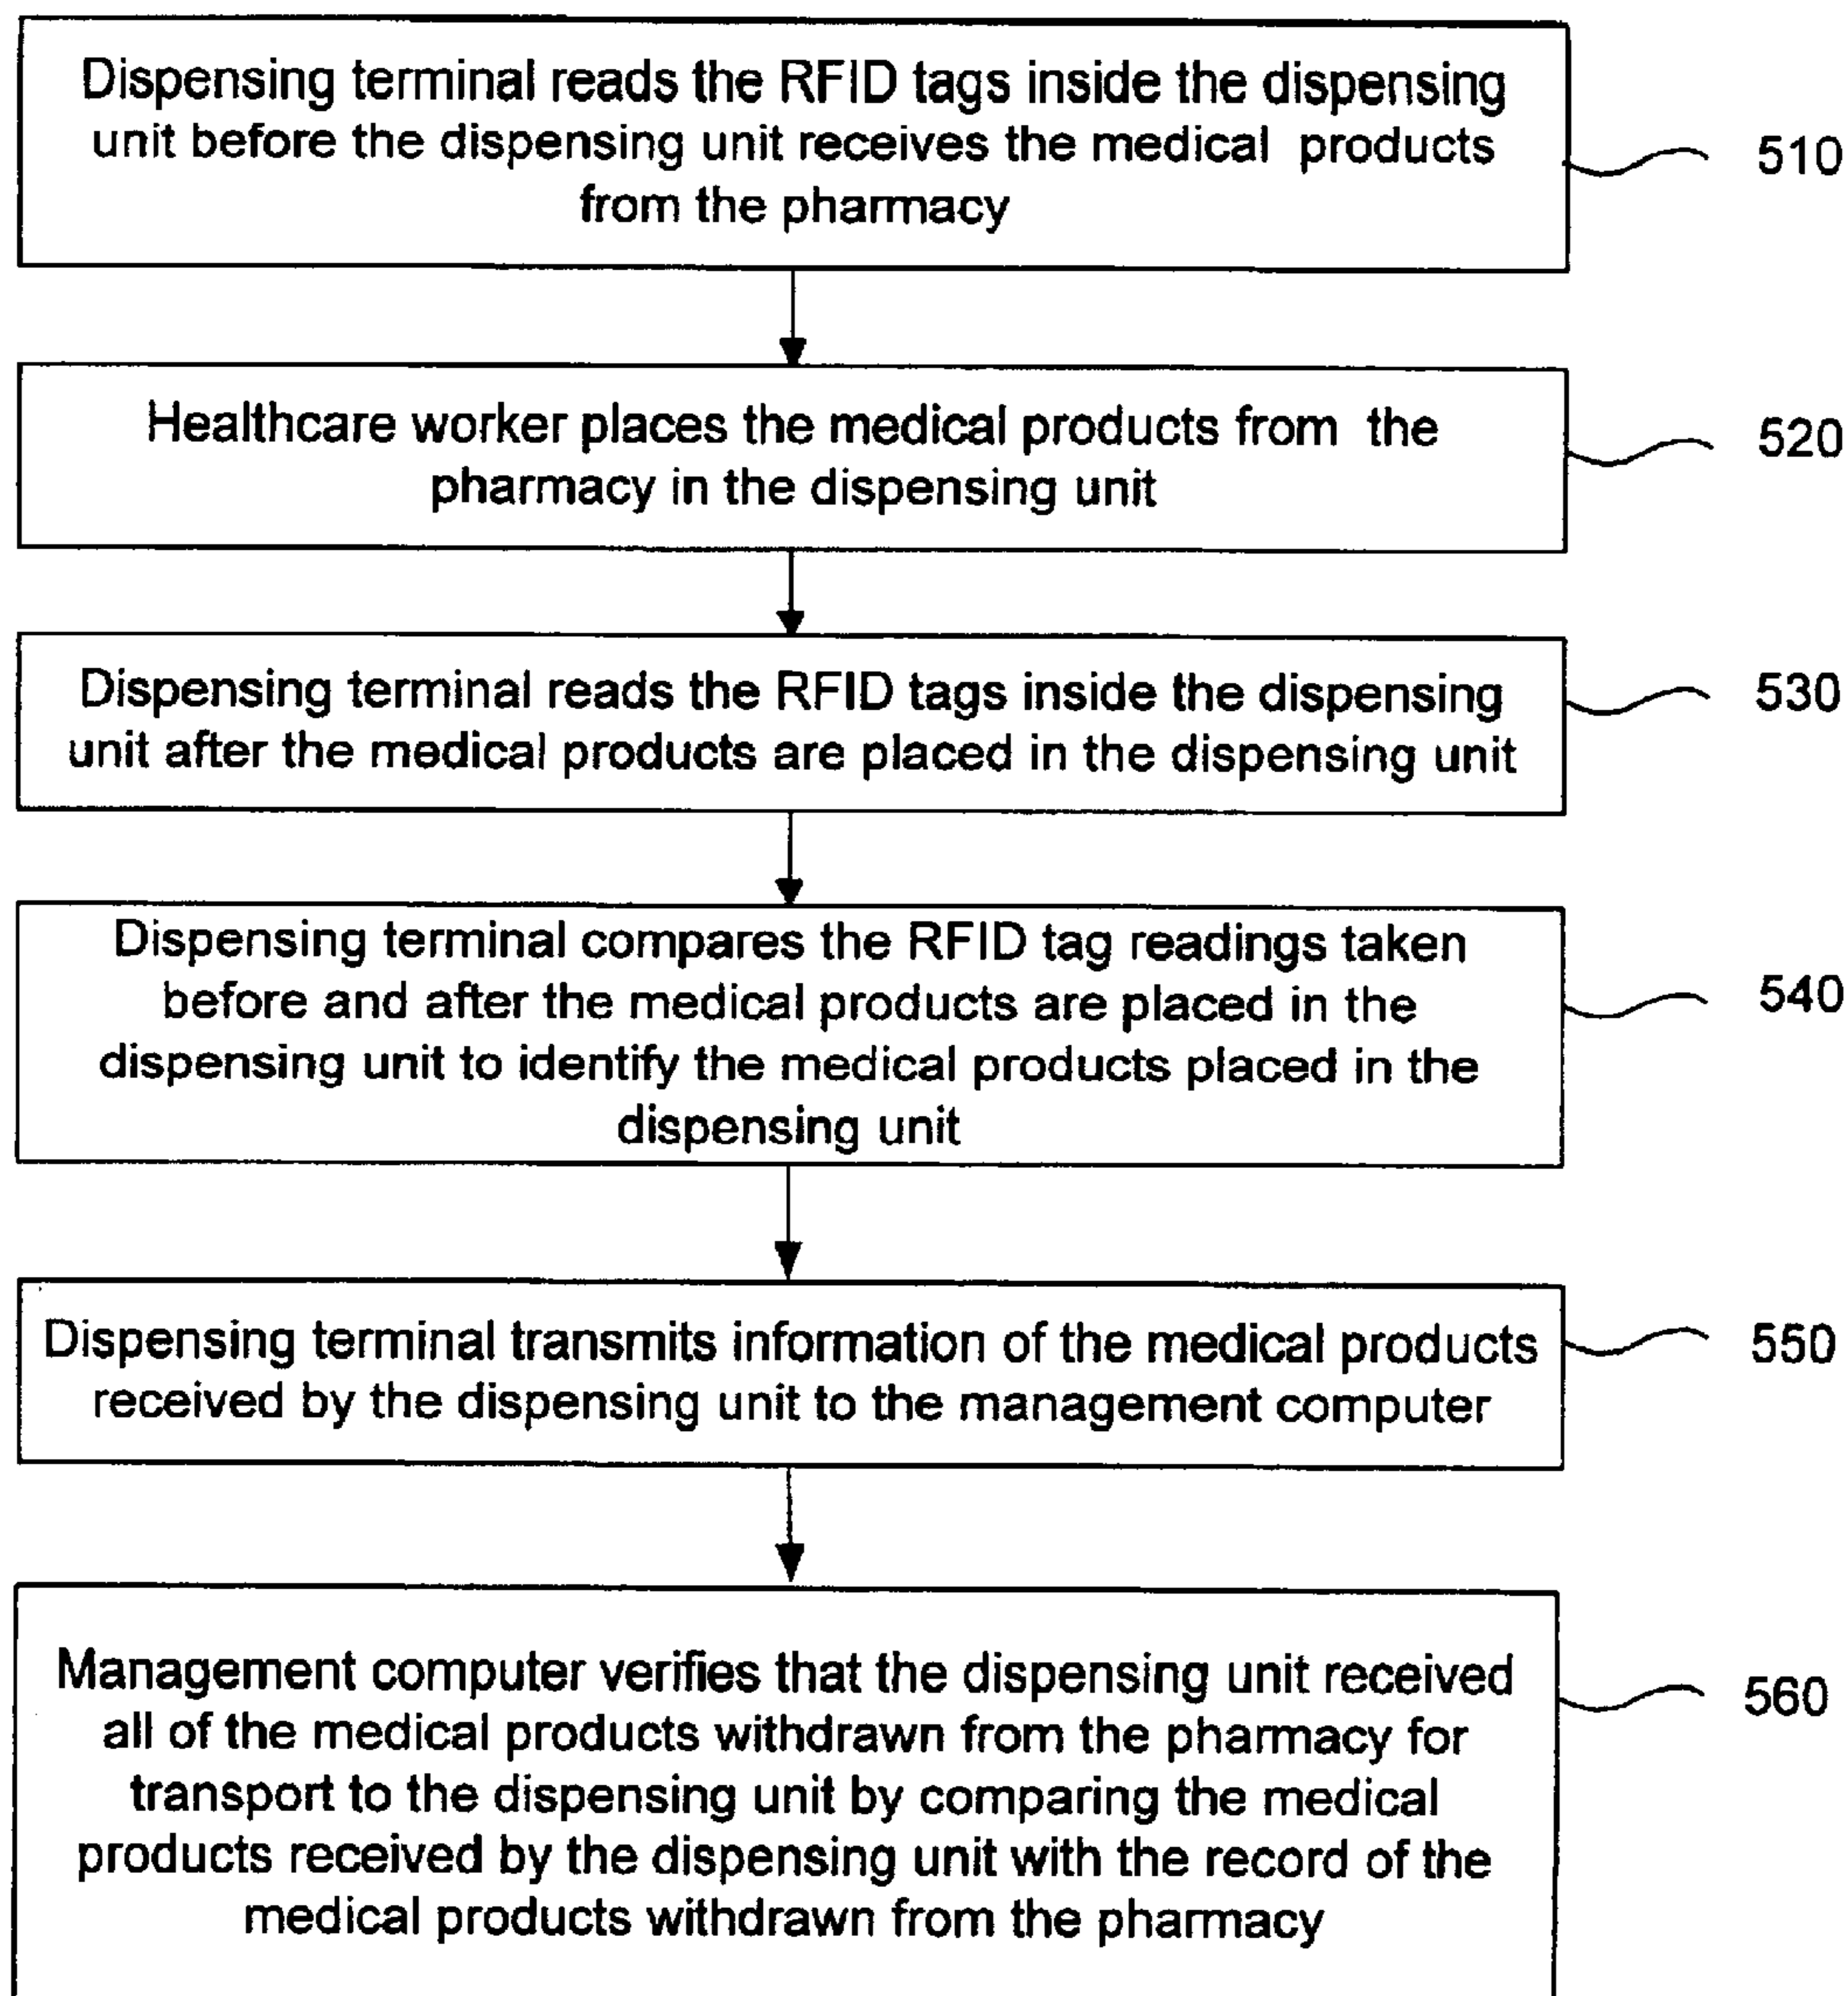 Dispensing terminal reads the RFID tags inside the dispensing
unit before the dispensing unit receives the medical products
from the pharmacy
510
Healthcare worker places the medical products from the
pharmacy in the dispensing unit
520
Dispensing terminal reads the RFID tags inside the dispensing
unit after the medical products are placed in the dispensing unit
530
Dispensing terminal compares the RFID tag readings taken
before and after the medical products are placed in the
dispensing unit to identify the medical products placed in the
dispensing unit
540
Dispensing terminal transmits information of the medical products
received by the dispensing unit to the management computer
550
Management computer verifies that the dispensing unit received
all of the medical products withdrawn from the pharmacy for
transport to the dispensing unit by comparing the medical
products received by the dispensing unit with the record of the
medical products withdrawn from the pharmacy
560